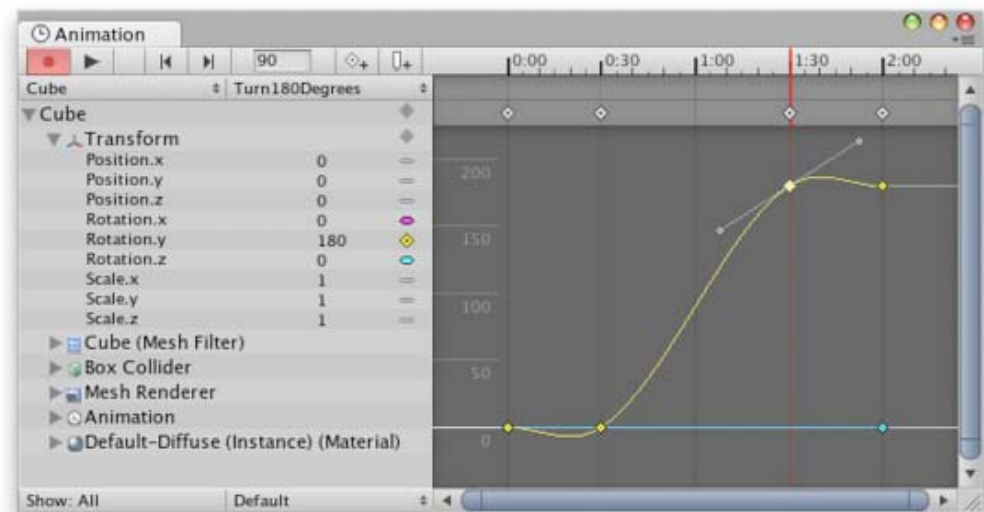 Animation
90 0:00 0:30 1:00 1:30 2:00
Cube Turn180Degrees
Cube
Transform
Position.x 0
Position.y 0
Position.z 0
Rotation.x 0
Rotation.y 180
Rotation.z 0
Scale.x 1
Scale.y 1
Scale.z 1
Cube (Mesh Filter)
Box Collider
Mesh Renderer
Animation
Default-Diffuse (Instance) (Material)
200
150
100
50
0
Show: All Default